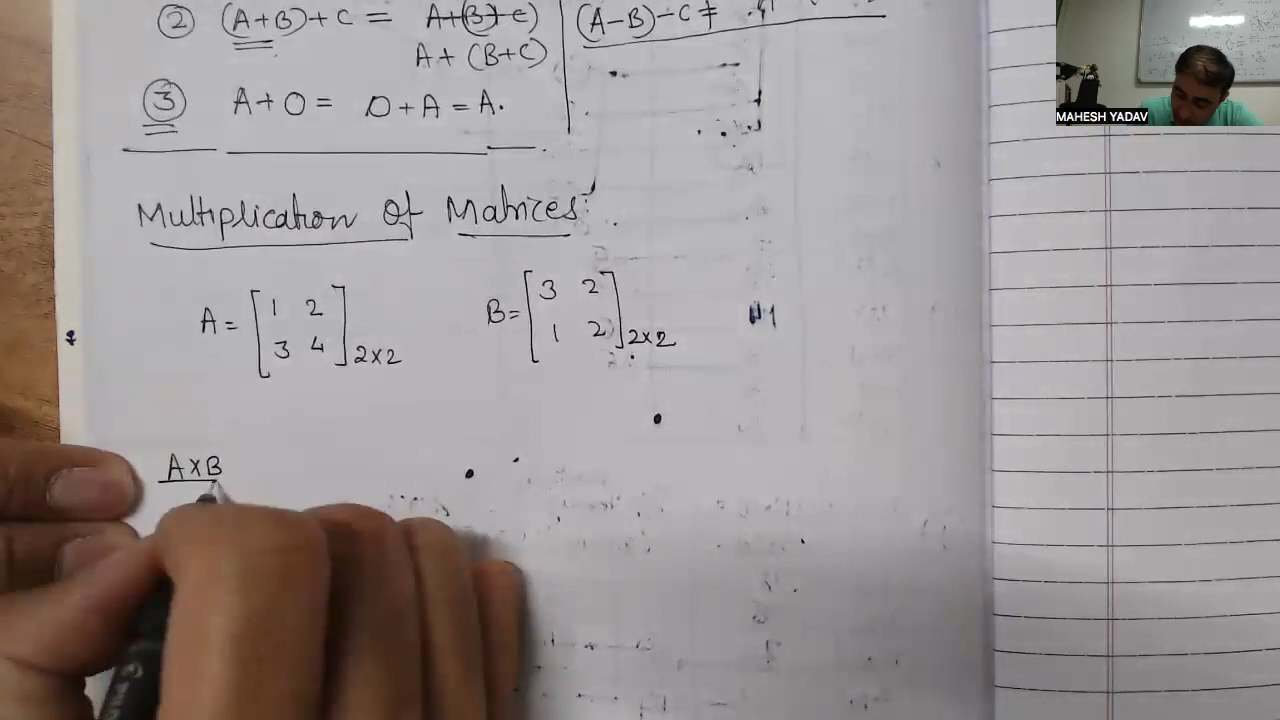 ② (A+B)+C = A+(B)+C) (A-B)-C ≠
A+ (B+C)
③ A+O = O+A = A.
MAHESH YADAV
Multiplication Of Matrices:
A = [1 2 B = [3 2
3 4]2×2 1 2]2×2
A×B